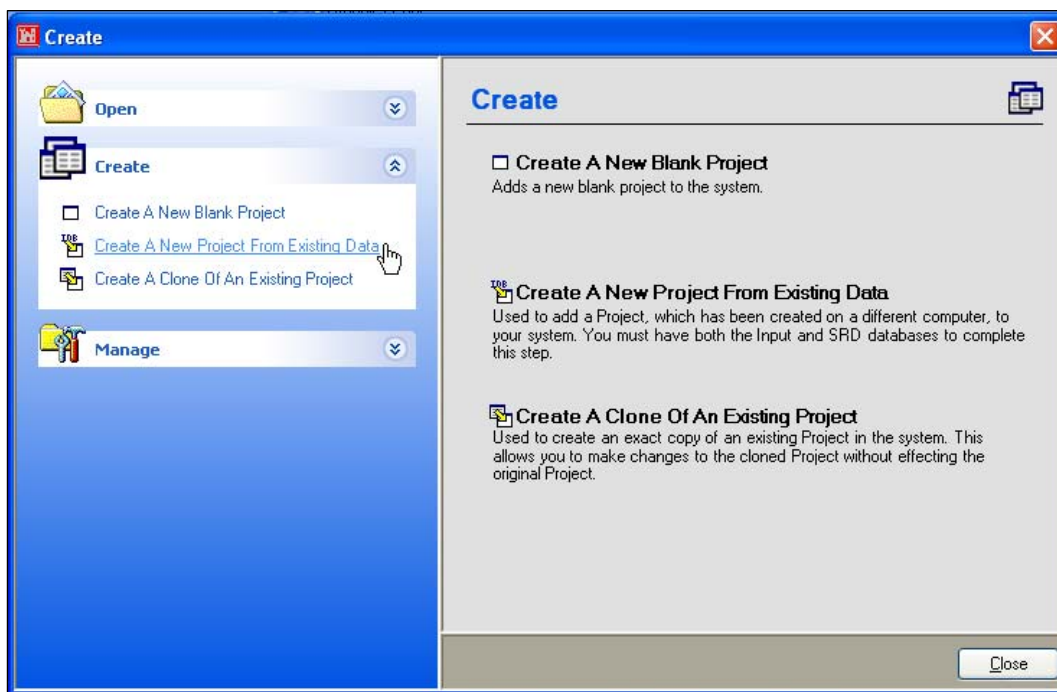 Create
Open
Create
Create A New Blank Project
Create A New Project From Existing Data
Create A Clone Of An Existing Project
Manage
Create
Create A New Blank Project
Adds a new blank project to the system.
Create A New Project From Existing Data
Used to add a Project, which has been created on a different computer, to
your system. You must have both the Input and SRD databases to complete
this step.
Create A Clone Of An Existing Project
Used to create an exact copy of an existing Project in the system. This
allows you to make changes to the cloned Project without effecting the
original Project.
Close